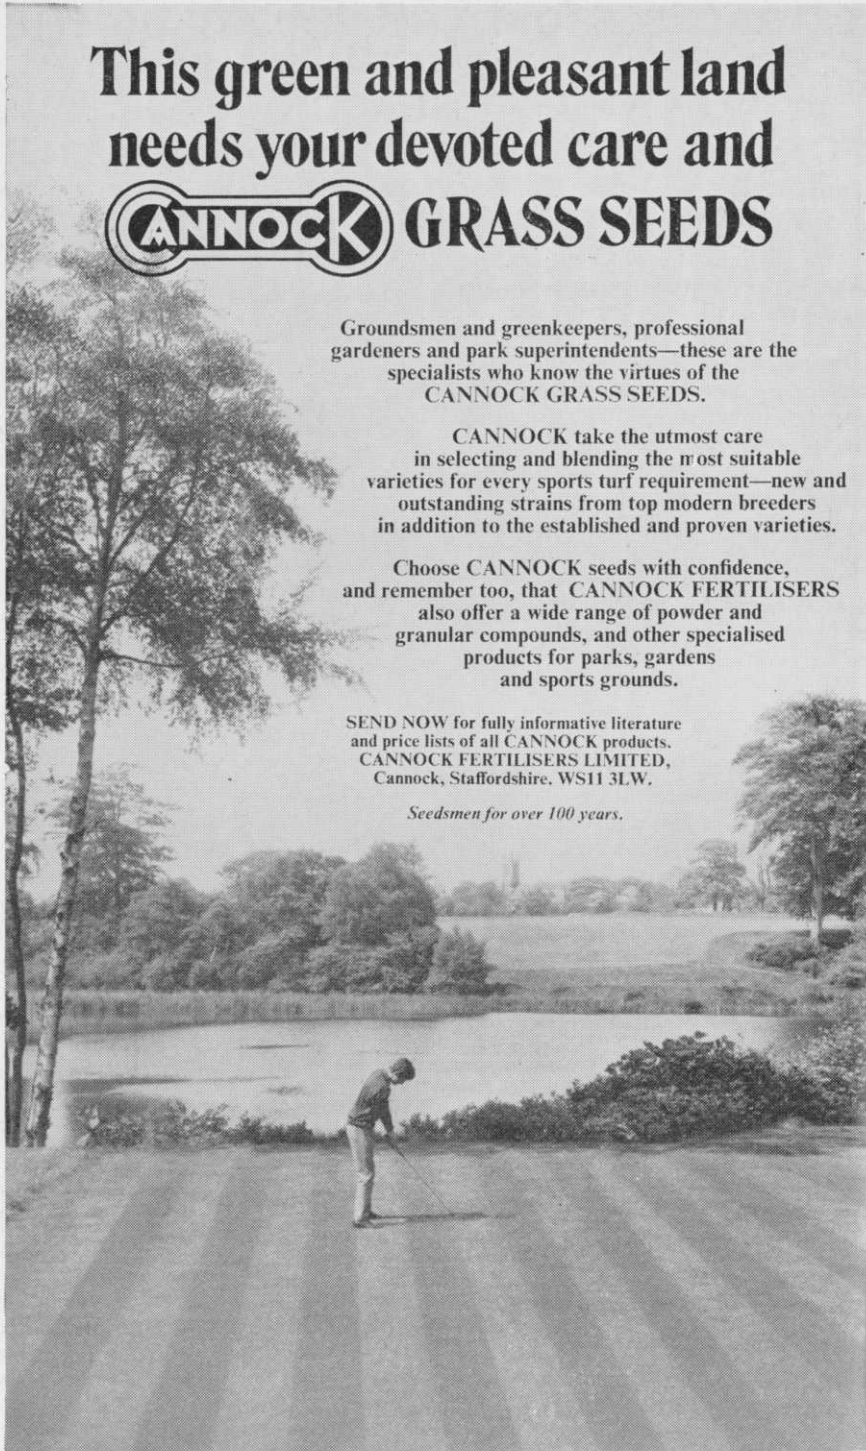 This green and pleasant land
needs your devoted care and
CANNOCK GRASS SEEDS
Groundsmen and greenkeepers, professional
gardeners and park superintendents—these are the
specialists who know the virtues of the
CANNOCK GRASS SEEDS.
CANNOCK take the utmost care
in selecting and blending the most suitable
varieties for every sports turf requirement—new and
outstanding strains from top modern breeders
in addition to the established and proven varieties.
Choose CANNOCK seeds with confidence,
and remember too, that CANNOCK FERTILISERS
also offer a wide range of powder and
granular compounds, and other specialised
products for parks, gardens
and sports grounds.
SEND NOW for fully informative literature
and price lists of all CANNOCK products.
CANNOCK FERTILISERS LIMITED,
Cannock, Staffordshire. WS11 3LW.
Seedsmen for over 100 years.